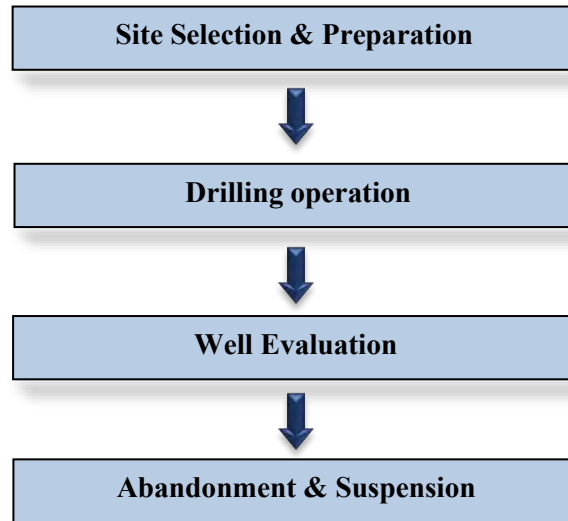 Site Selection & Preparation
Drilling operation
Well Evaluation
Abandonment & Suspension